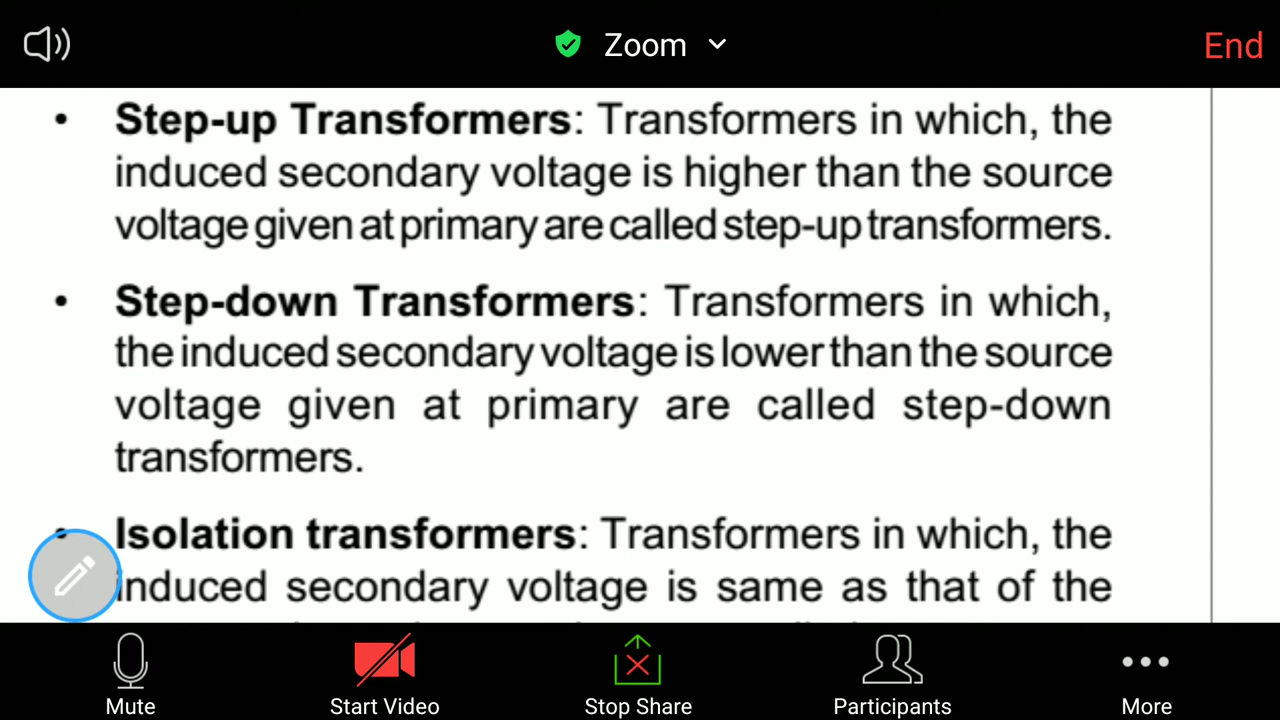 Zoom
End
• Step-up Transformers: Transformers in which, the
induced secondary voltage is higher than the source
voltage given at primary are called step-up transformers.
• Step-down Transformers: Transformers in which,
the induced secondary voltage is lower than the source
voltage given at primary are called step-down
transformers.
• Isolation transformers: Transformers in which, the
induced secondary voltage is same as that of the
Mute
Start Video
Stop Share
Participants
More